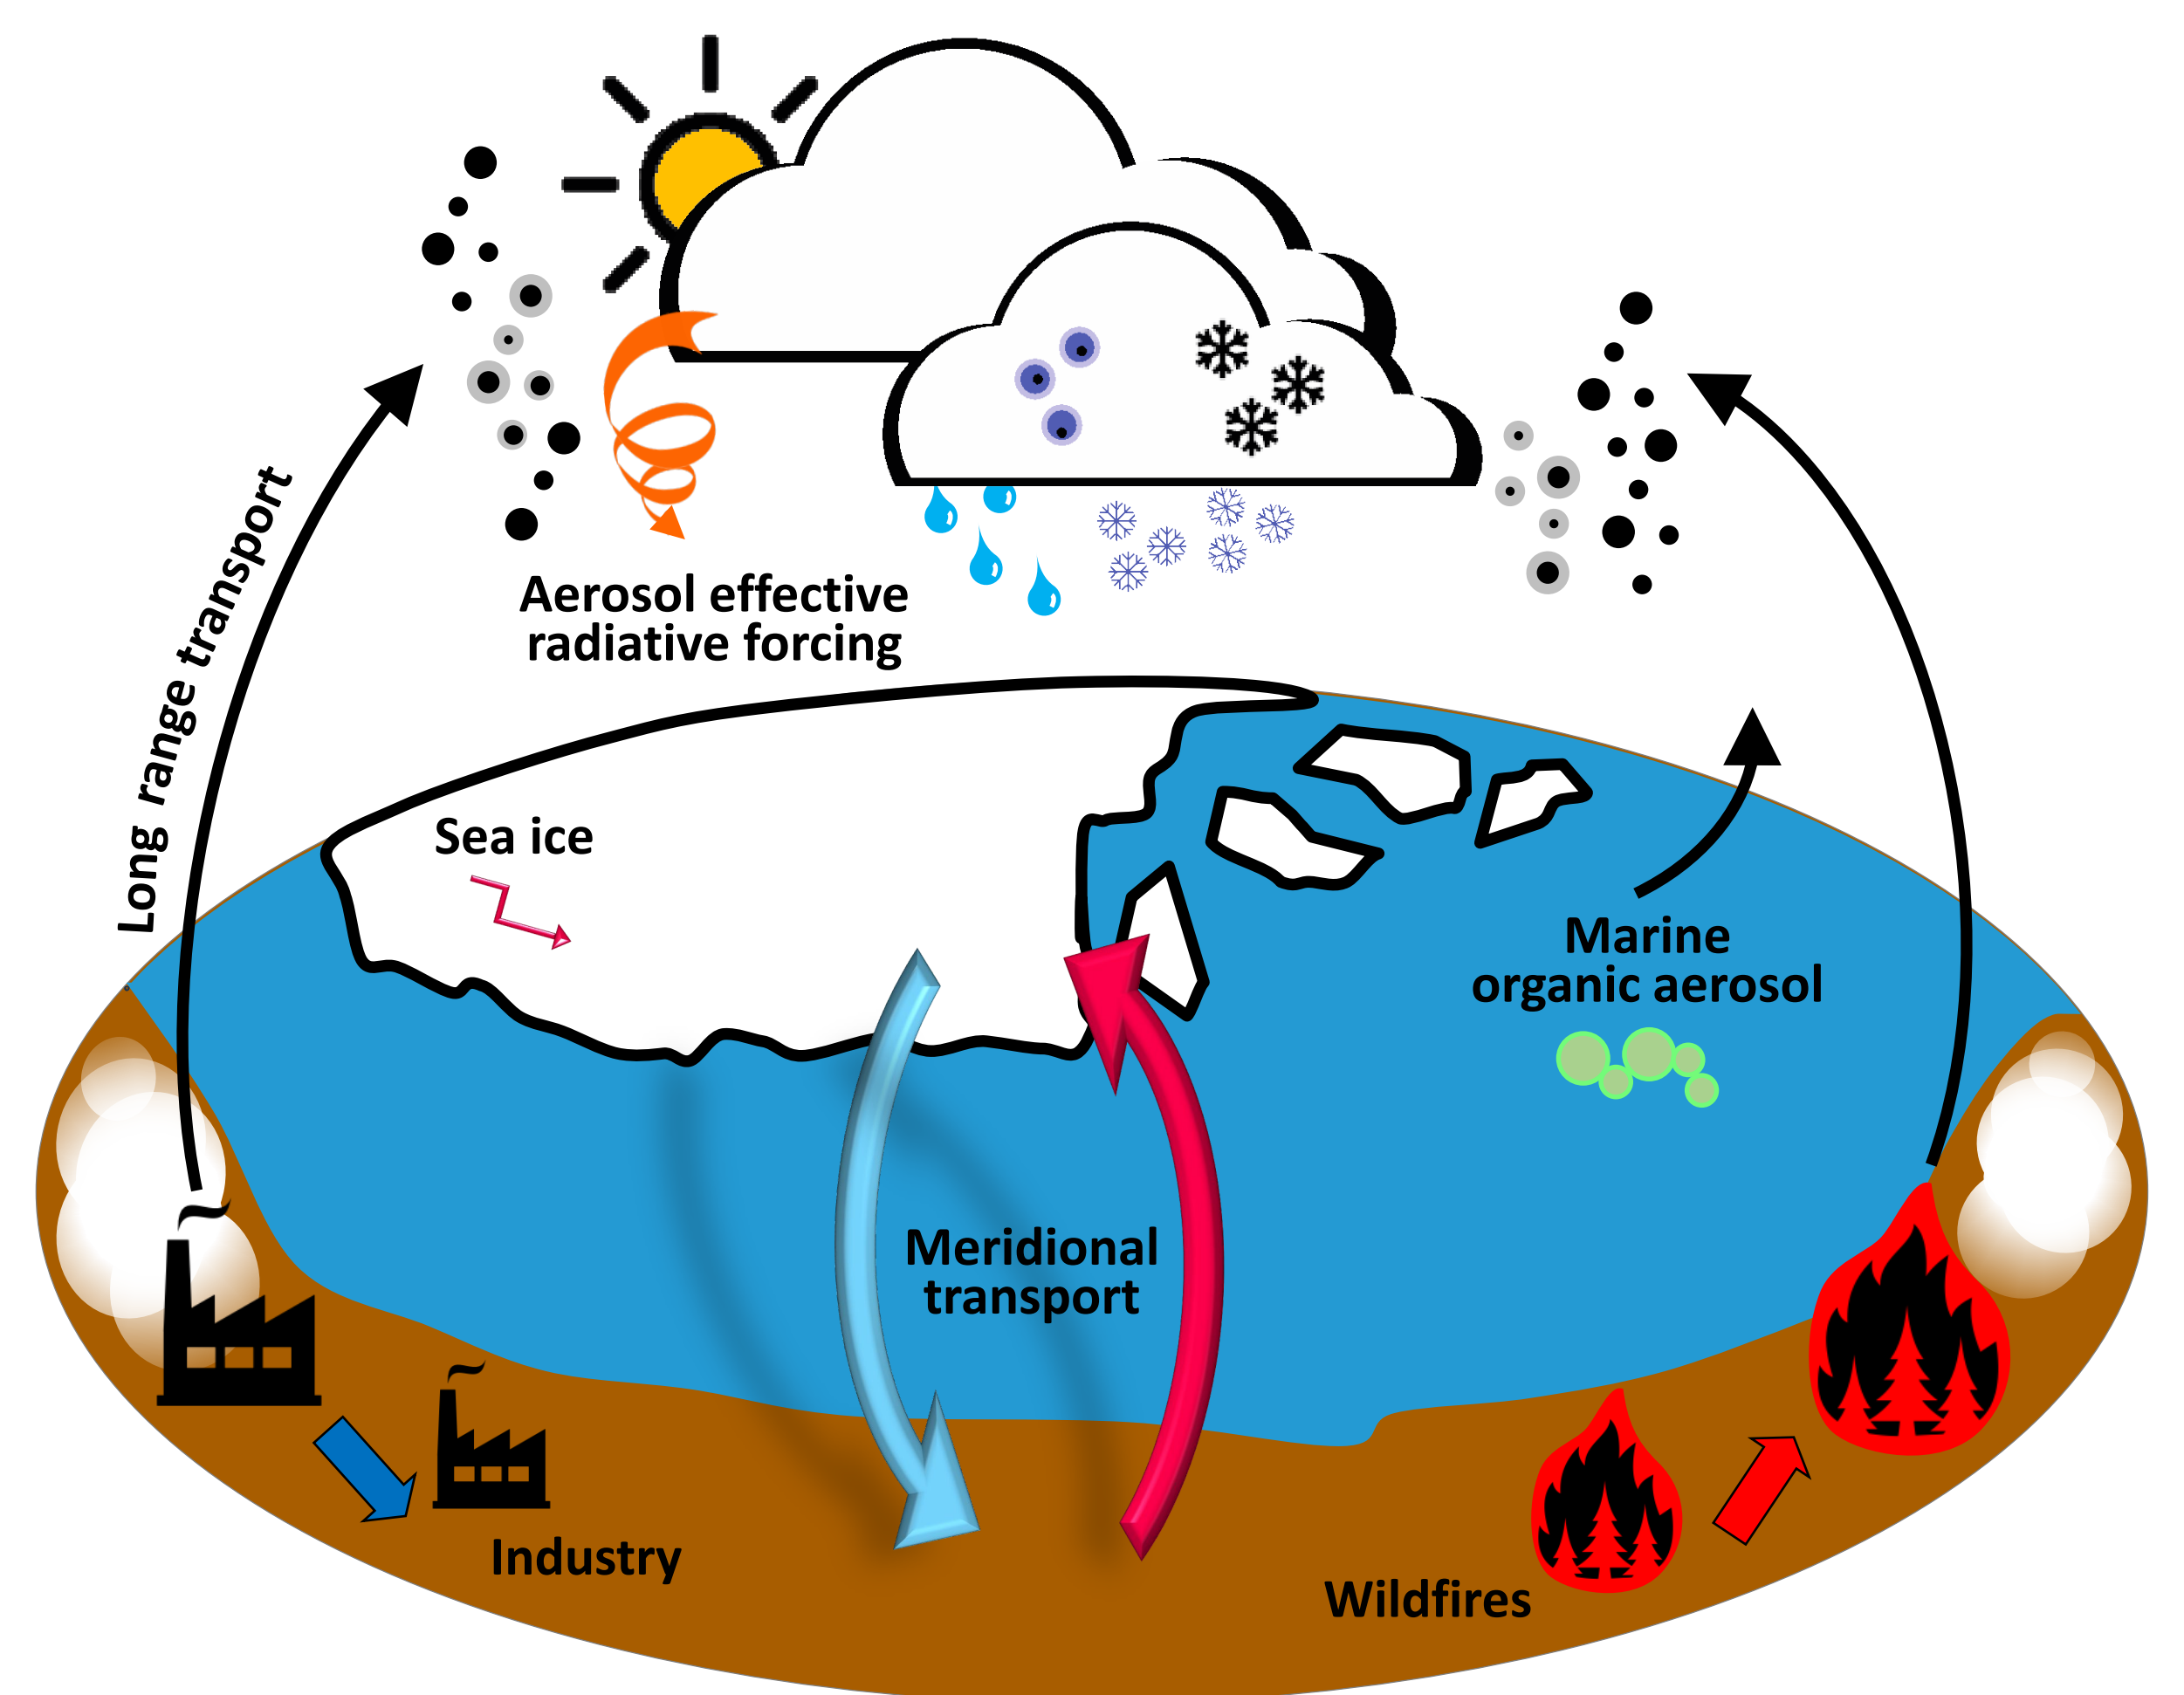 Long range transport
Aerosol effective
radiative forcing
Sea ice
Marine
organic aerosol
Meridional
transport
Industry
Wildfires